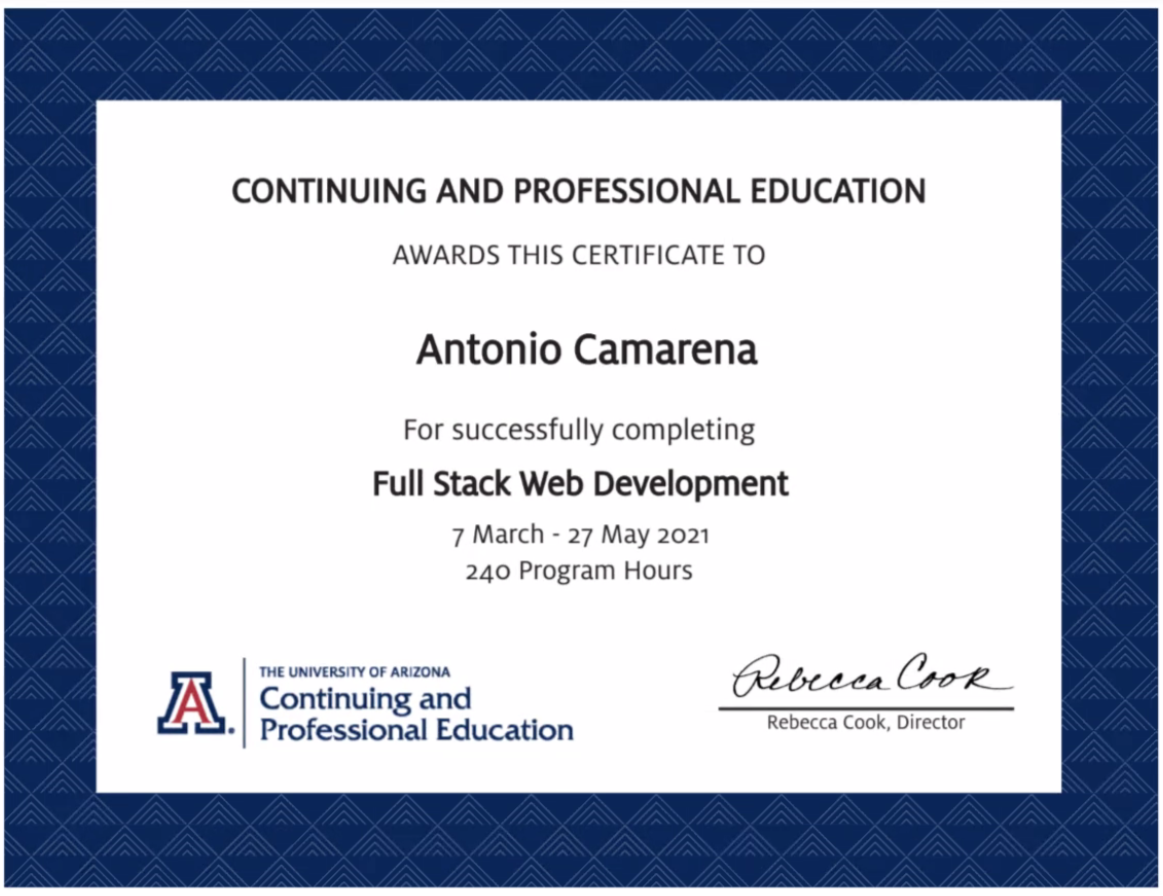 CONTINUING AND PROFESSIONAL EDUCATION
AWARDS THIS CERTIFICATE TO
Antonio Camarena
For successfully completing
Full Stack Web Development
7 March - 27 May 2021
240 Program Hours
A
THE UNIVERSITY OF ARIZONA
Continuing and
Professional Education
Rebecca Cook
Rebecca Cook, Director